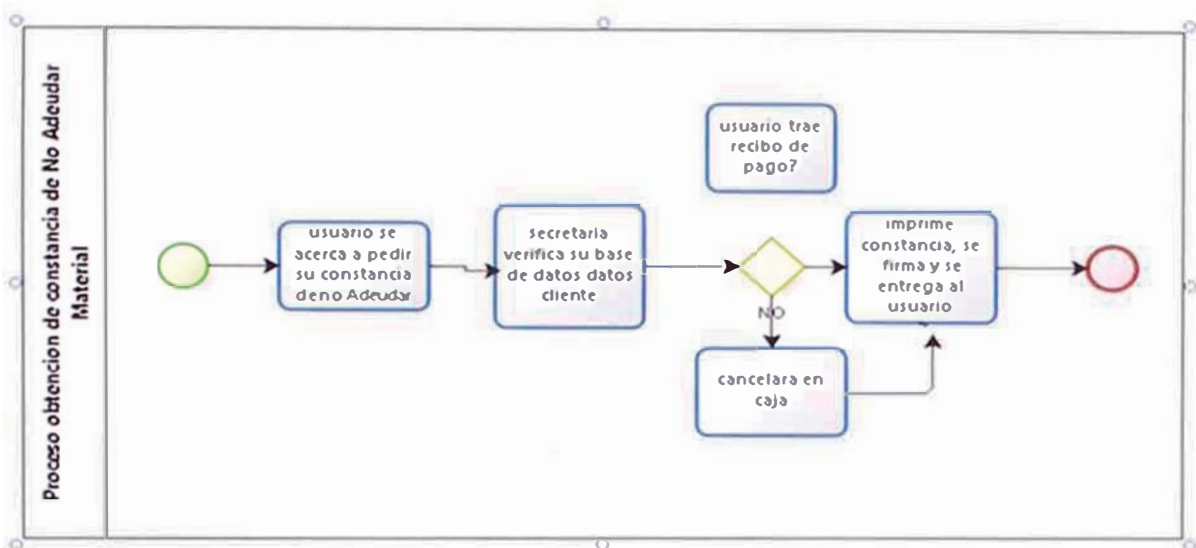 Proceso obtencion de constancia de No Adeudar
Material
usuario se
acerca a pedir
su constancia
deno Adeudar
secretaria
verifica su base
de datos datos
cliente
usuario trae
recibo de
pago?
NO
cancelara en
caja
imprime
constancia, se
firma y se
entrega al
usuario